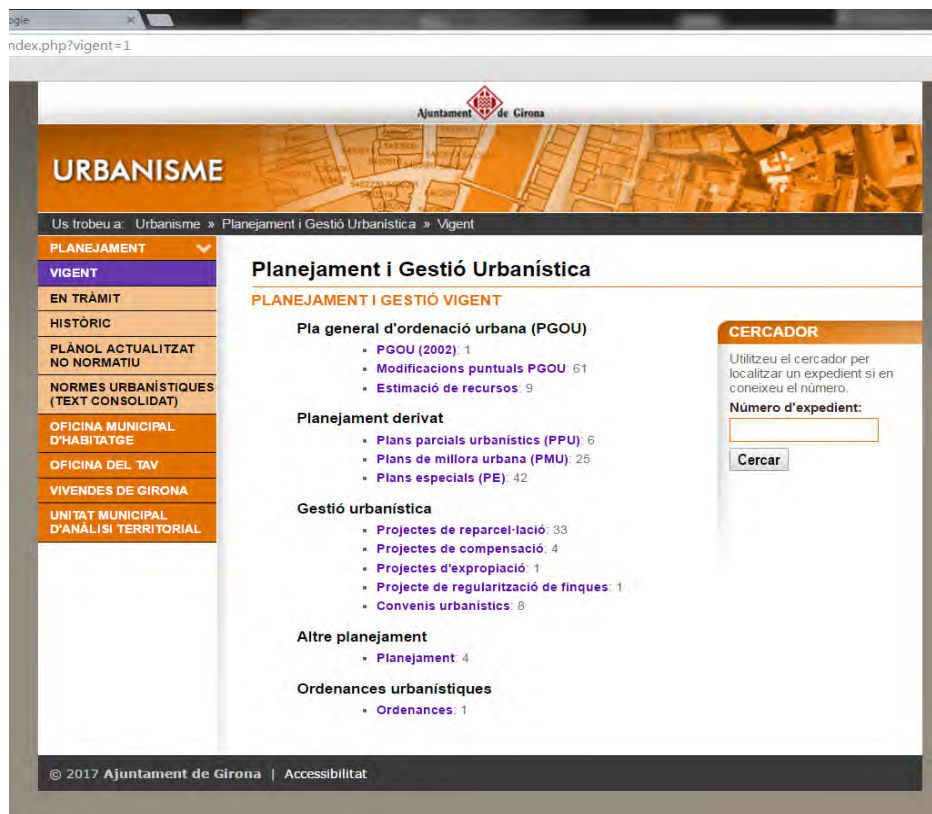 ogle
ndex.php?vigent=1
Ajuntament de Girona
URBANISME
Us trobeu a: Urbanisme » Planejament i Gestió Urbanística » Vigent
PLANEJAMENT
VIGENT
EN TRÀMIT
HISTÒRIC
PLÀNOL ACTUALITZAT
NO NORMATIU
NORMES URBANÍSTIQUES
(TEXT CONSOLIDAT)
OFICINA MUNICIPAL
D'HABITATGE
OFICINA DEL TAV
VIVENDES DE GIRONA
UNITAT MUNICIPAL
D'ANÀLISI TERRITORIAL
Planejament i Gestió Urbanística
PLANEJAMENT I GESTIÓ VIGENT
Pla general d'ordenació urbana (PGOU)
PGOU (2002): 1
Modificacions puntuals PGOU: 61
Estimació de recursos: 9
Planejament derivat
Plans parcials urbanístics (PPU): 6
Plans de millora urbana (PMU): 25
Plans especials (PE): 42
Gestió urbanística
Projectes de reparcel·lació: 33
Projectes de compensació: 4
Projectes d'expropiació: 1
Projecte de regularització de finques: 1
Convenis urbanístics: 8
Altre planejament
Planejament: 4
Ordenances urbanístiques
Ordenances: 1
CERCADOR
Utilitzeu el cercador per
localitzar un expedient si en
coneixeu el número.
Número d'expedient:
Cercar
© 2017 Ajuntament de Girona | Accessibilitat